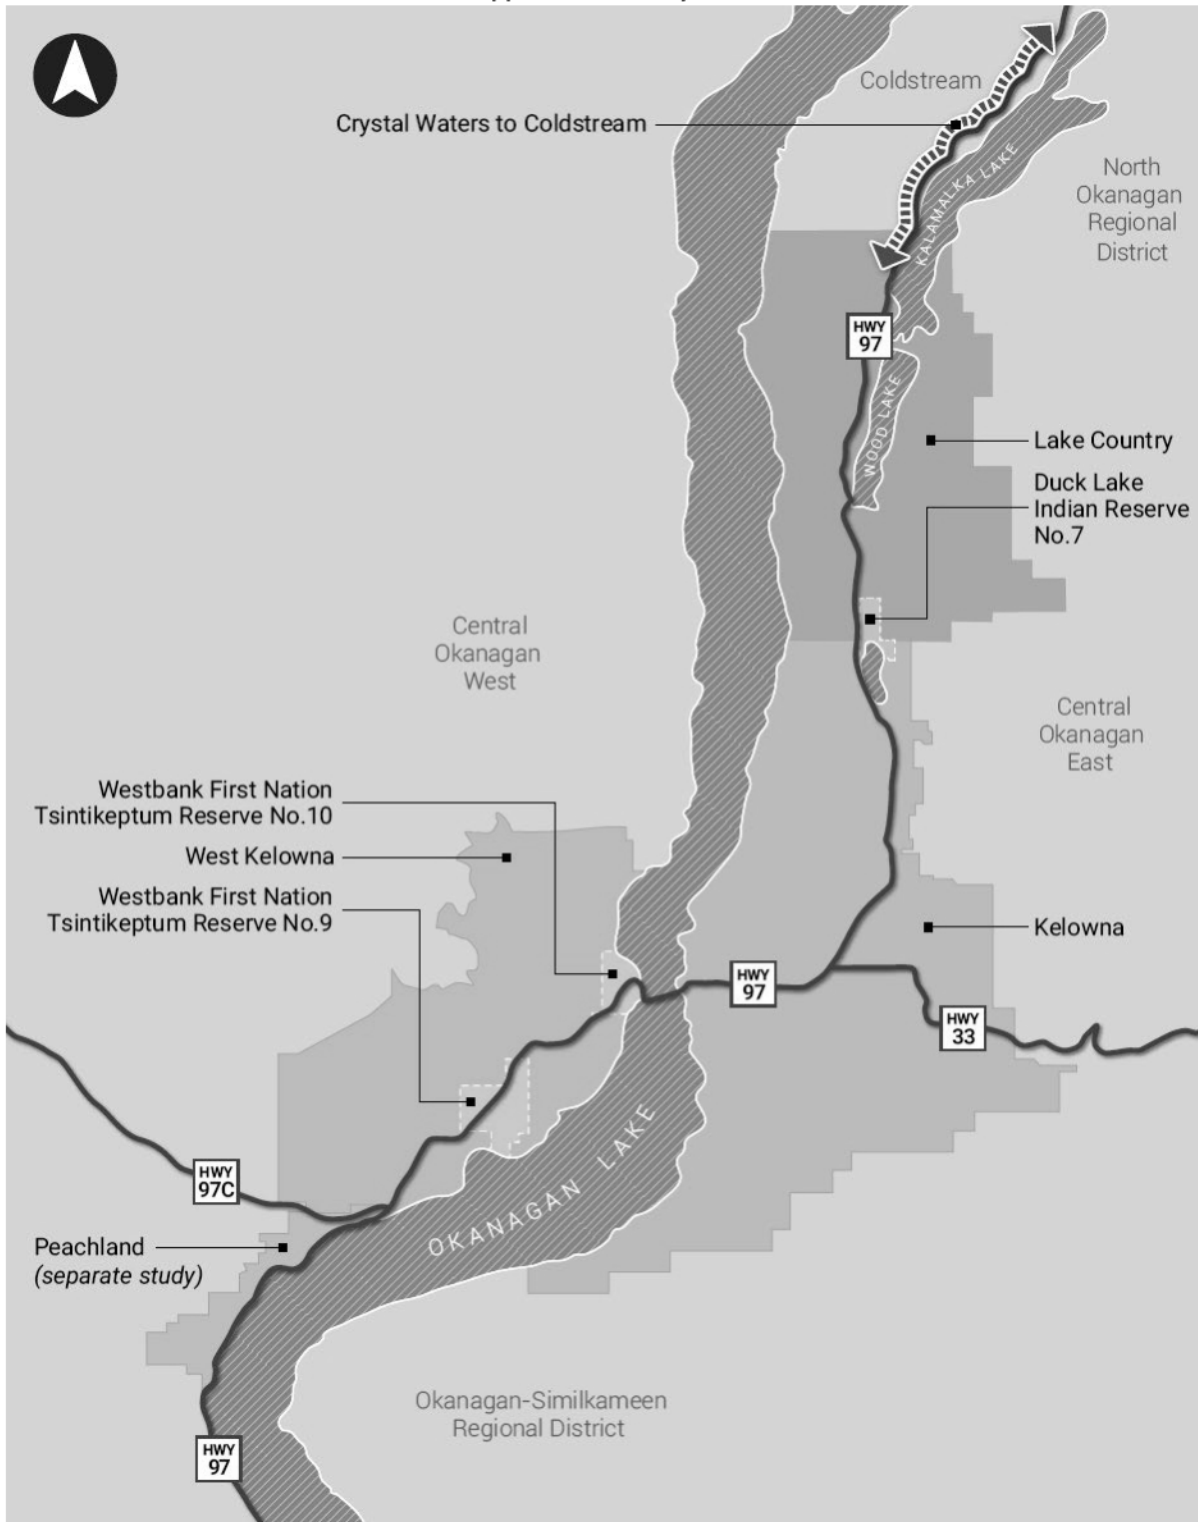 Coldstream
Crystal Waters to Coldstream
KALAMALKA LAKE
North
Okanagan
Regional
District
HWY
97
WOOD LAKE
Lake Country
Duck Lake
Indian Reserve
No.7
Central
Okanagan
West
Central
Okanagan
East
Westbank First Nation
Tsintikeptum Reserve No.10
West Kelowna
Westbank First Nation
Tsintikeptum Reserve No.9
Kelowna
HWY
97
HWY
33
HWY
97C
OKANAGAN LAKE
Peachland
(separate study)
Okanagan-Similkameen
Regional District
HWY
97